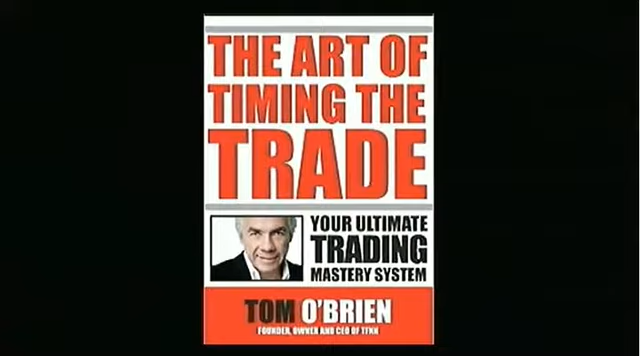 THE ART OF
TIMING THE
TRADE
YOUR ULTIMATE
TRADING
MASTERY SYSTEM
TOM O'BRIEN
FOUNDER, OWNER AND CEO OF TFNN